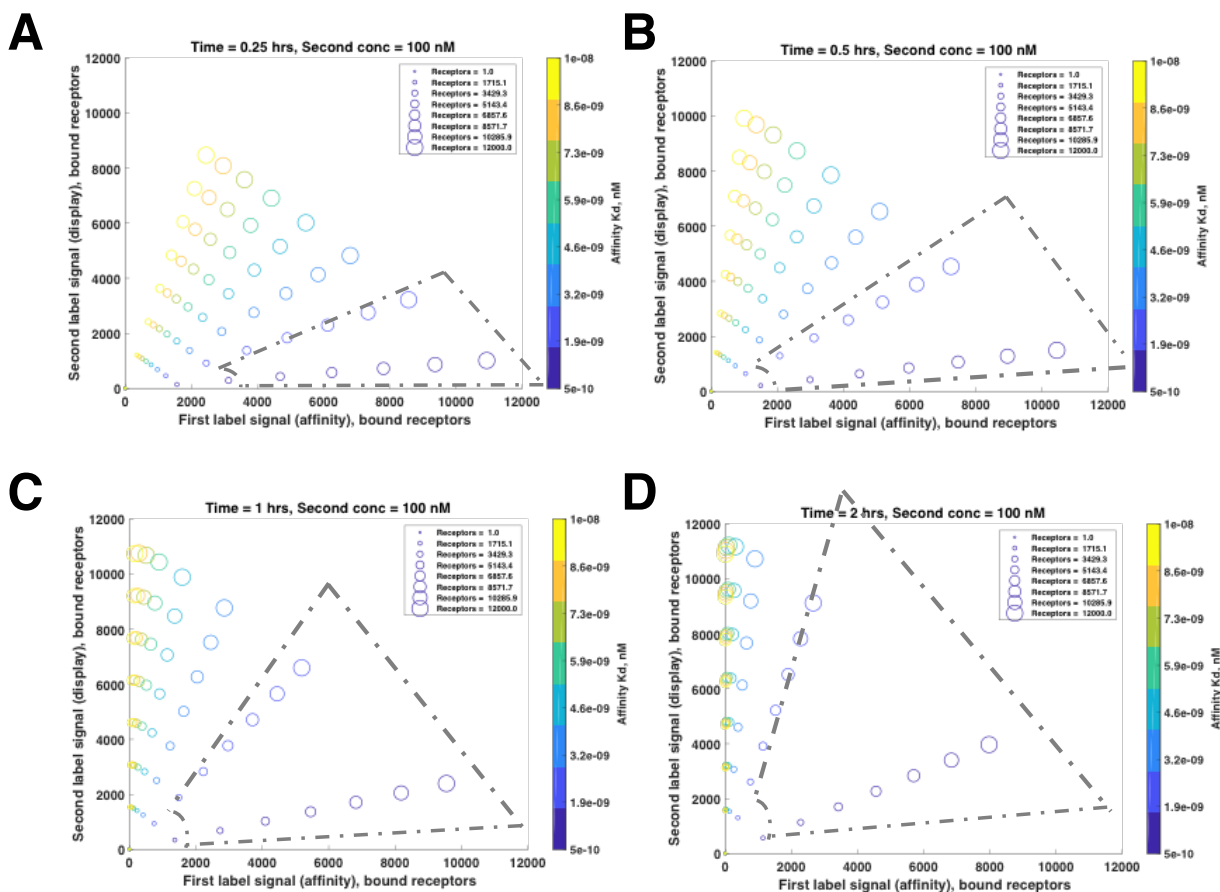 A
Time = 0.25 hrs, Second conc = 100 nM
Second label signal (display), bound receptors
12000
10000
8000
6000
4000
2000
0
0 2000 4000 6000 8000 10000 12000
First label signal (affinity), bound receptors
Receptors = 1.0
Receptors = 1715.1
Receptors = 3429.3
Receptors = 5143.4
Receptors = 6857.6
Receptors = 8571.7
Receptors = 10285.9
Receptors = 12000.0
1e-08
8.6e-09
7.3e-09
5.9e-09
4.6e-09
3.2e-09
1.9e-09
5e-10
Affinity Kd, nM
B
Time = 0.5 hrs, Second conc = 100 nM
Second label signal (display), bound receptors
12000
10000
8000
6000
4000
2000
0
0 2000 4000 6000 8000 10000 12000
First label signal (affinity), bound receptors
Receptors = 1.0
Receptors = 1715.1
Receptors = 3429.3
Receptors = 5143.4
Receptors = 6857.6
Receptors = 8571.7
Receptors = 10285.9
Receptors = 12000.0
1e-08
8.6e-09
7.3e-09
5.9e-09
4.6e-09
3.2e-09
1.9e-09
5e-10
Affinity Kd, nM
C
Time = 1 hrs, Second conc = 100 nM
Second label signal (display), bound receptors
12000
10000
8000
6000
4000
2000
0
0 2000 4000 6000 8000 10000 12000
First label signal (affinity), bound receptors
Receptors = 1.0
Receptors = 1715.1
Receptors = 3429.3
Receptors = 5143.4
Receptors = 6857.6
Receptors = 8571.7
Receptors = 10285.9
Receptors = 12000.0
1e-08
8.6e-09
7.3e-09
5.9e-09
4.6e-09
3.2e-09
1.9e-09
5e-10
Affinity Kd, nM
D
Time = 2 hrs, Second conc = 100 nM
Second label signal (display), bound receptors
12000
10000
8000
6000
4000
2000
0
0 2000 4000 6000 8000 10000 12000
First label signal (affinity), bound receptors
Receptors = 1.0
Receptors = 1715.1
Receptors = 3429.3
Receptors = 5143.4
Receptors = 6857.6
Receptors = 8571.7
Receptors = 10285.9
Receptors = 12000.0
1e-08
8.6e-09
7.3e-09
5.9e-09
4.6e-09
3.2e-09
1.9e-09
5e-10
Affinity Kd, nM